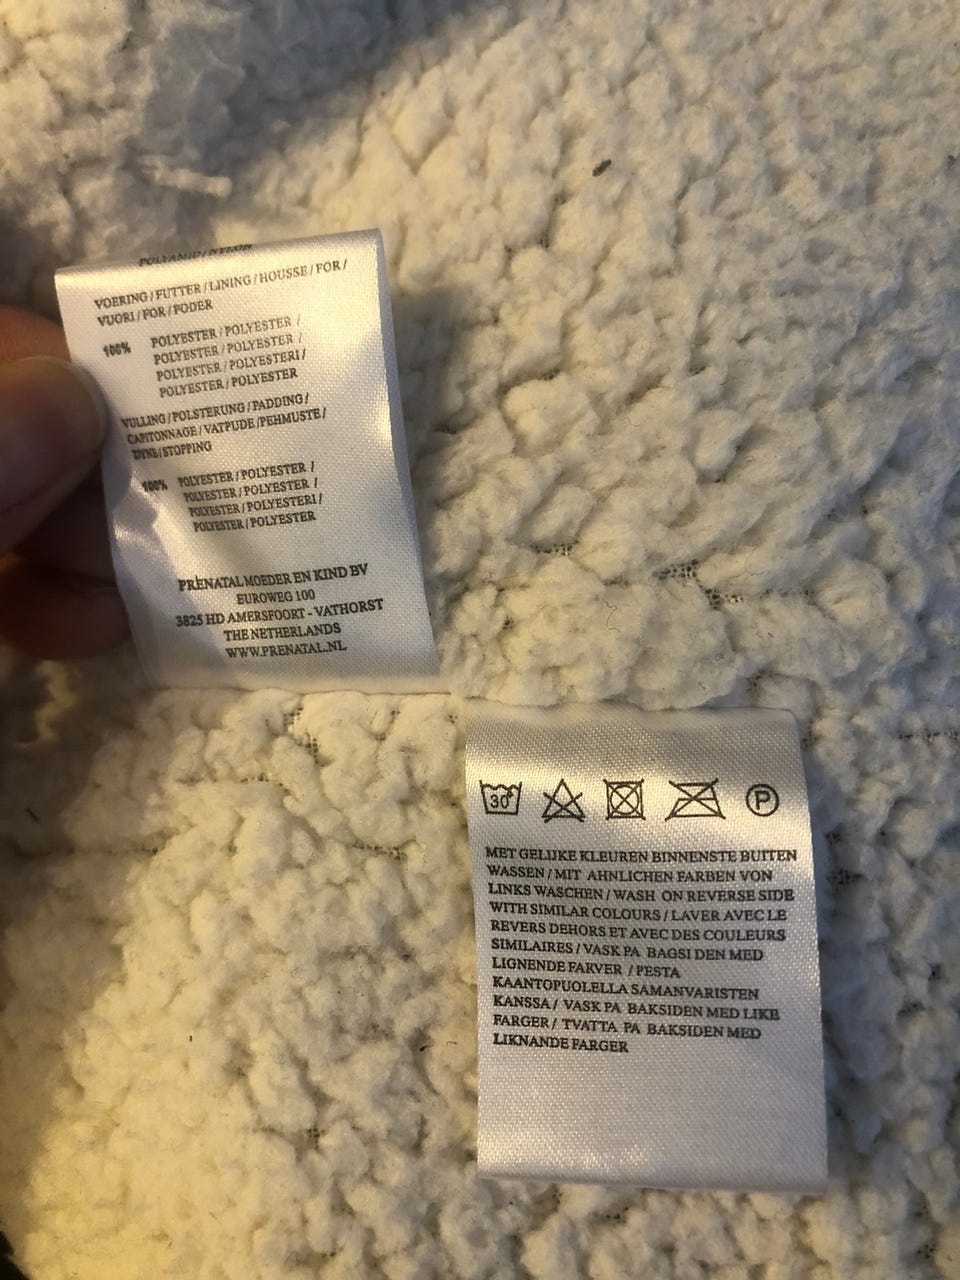 POLYAMID / NYLON
VOERING / FUTTER / LINING / HOUSSE / FOR /
VUORI / FOR / FODER
100% POLYESTER / POLYESTER /
POLYESTER / POLYESTER /
POLYESTER / POLYESTERI /
POLYESTER / POLYESTER
VULLING / POLSTERUNG / PADDING /
CAPITONNAGE / VATPUDE / PEHMUSTE /
DYNE / STOPPING
100% POLYESTER / POLYESTER /
POLYESTER / POLYESTER /
POLYESTER / POLYESTERI /
POLYESTER / POLYESTER
PRENATAL MOEDER EN KIND BV
EUROWEG 100
3825 HD AMERSFOORT - VATHORST
THE NETHERLANDS
WWW.PRENATAL.NL
30° P
MET GELIJKE KLEUREN BINNENSTE BUITEN
WASSEN / MIT AHNLICHEN FARBEN VON
LINKS WASCHEN / WASH ON REVERSE SIDE
WITH SIMILAR COLOURS / LAVER AVEC LE
REVERS DEHORS ET AVEC DES COULEURS
SIMILAIRES / VASK PA BAGSI DEN MED
LIGNENDE FARVER / PESTA
KAANTOPUOLELLA SAMANVARISTEN
KANSSA / VASK PA BAKSIDEN MED LIKE
FARGER / TVATTA PA BAKSIDEN MED
LIKNANDE FARGER